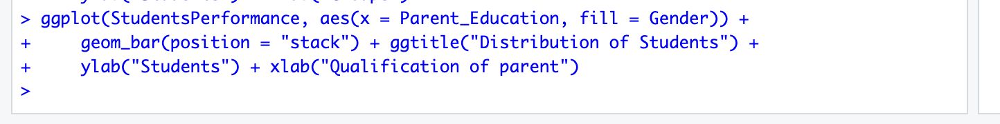 > ggplot(StudentsPerformance, aes(x = Parent_Education, fill = Gender)) +
+     geom_bar(position = "stack") + ggtitle("Distribution of Students") +
+     ylab("Students") + xlab("Qualification of parent")
>